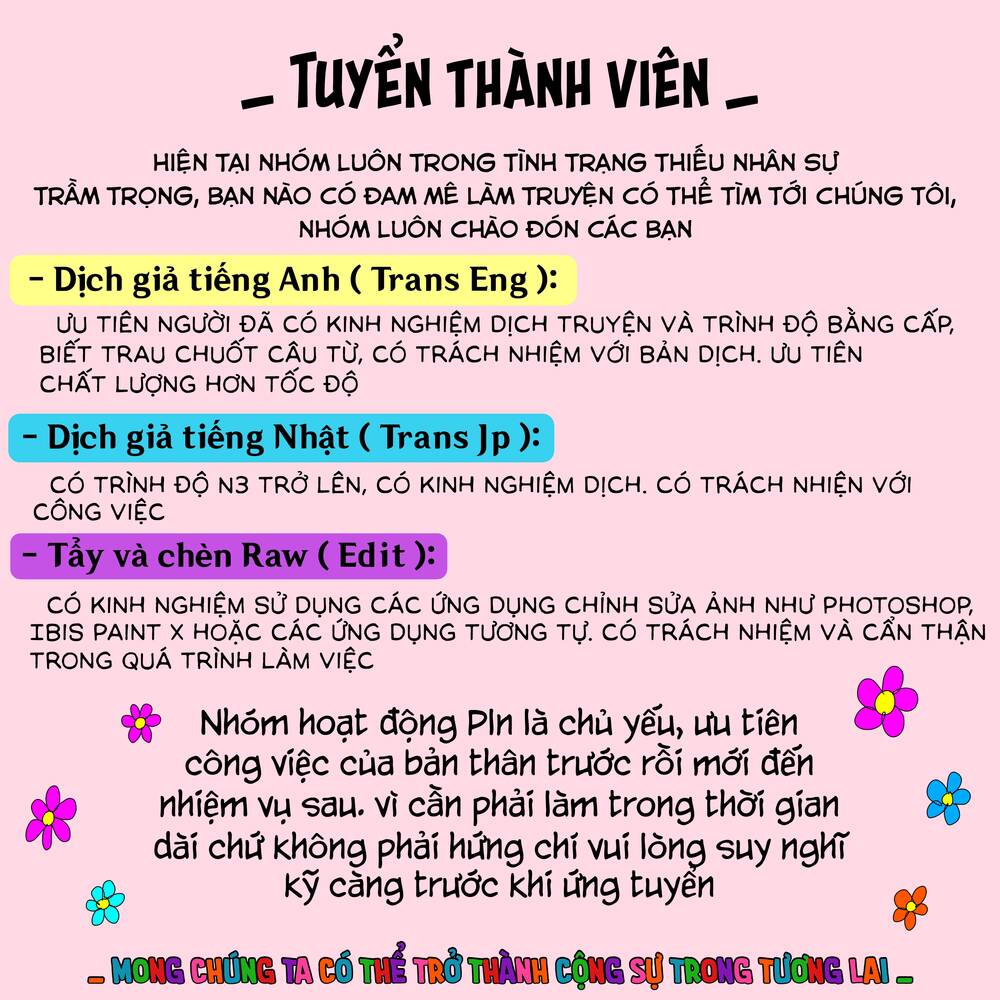 _ TUYỂN THÀNH VIÊN _
HIỆN TẠI NHÓM LUÔN TRONG TÌNH TRẠNG THIẾU NHÂN SỰ
TRẦM TRỌNG, BẠN NÀO CÓ ĐAM MÊ LÀM TRUYỆN CÓ THỂ TÌM TỚI CHÚNG TÔI,
NHÓM LUÔN CHÀO ĐÓN CÁC BẠN
- Dịch giả tiếng Anh ( Trans Eng ):
ƯU TIÊN NGƯỜI ĐÃ CÓ KINH NGHIỆM DỊCH TRUYỆN VÀ TRÌNH ĐỘ BẰNG CẤP,
BIẾT TRAU CHUỐT CÂU TỪ, CÓ TRÁCH NHIỆM VỚI BẢN DỊCH. ƯU TIÊN
CHẤT LƯỢNG HƠN TỐC ĐỘ
- Dịch giả tiếng Nhật ( Trans Jp ):
CÓ TRÌNH ĐỘ N3 TRỞ LÊN, CÓ KINH NGHIỆM DỊCH. CÓ TRÁCH NHIỆN VỚI
CÔNG VIỆC
- Tẩy và chèn Raw ( Edit ):
CÓ KINH NGHIỆM SỬ DỤNG CÁC ỨNG DỤNG CHỈNH SỬA ẢNH NHƯ PHOTOSHOP,
IBIS PAINT X HOẶC CÁC ỨNG DỤNG TƯƠNG TỰ. CÓ TRÁCH NHIỆM VÀ CẨN THẬN
TRONG QUÁ TRÌNH LÀM VIỆC
Nhóm hoạt động Pln là chủ yếu, ưu tiên
công việc của bản thân trước rồi mới đến
nhiệm vụ sau. vì cần phải làm trong thời gian
dài chứ không phải hứng chí vui lòng suy nghĩ
kỹ càng trước khi ứng tuyển
_ MONG CHÚNG TA CÓ THỂ TRỞ THÀNH CỘNG SỰ TRONG TƯƠNG LAI _